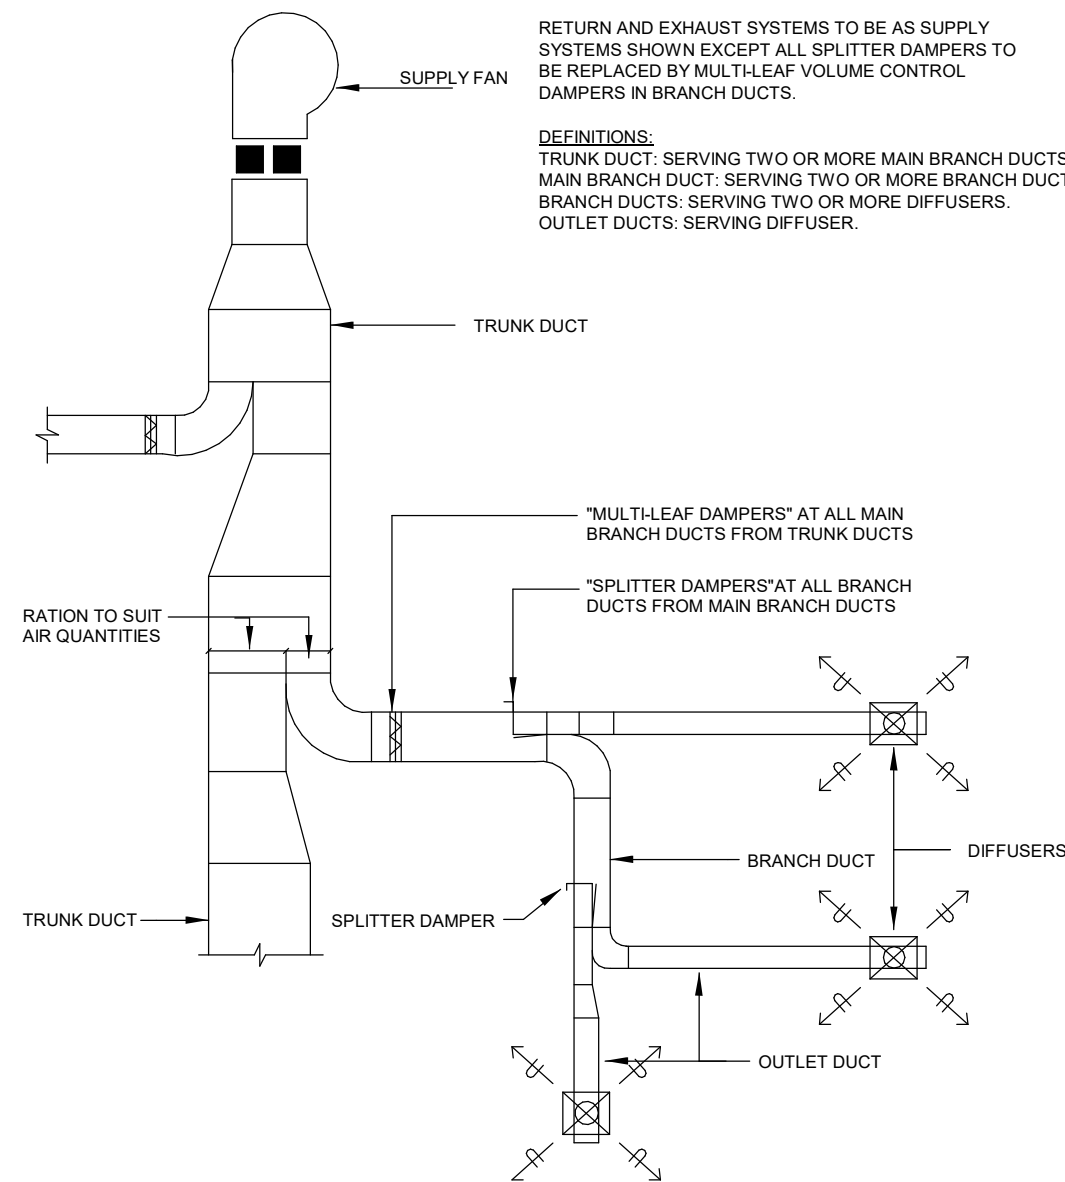 RETURN AND EXHAUST SYSTEMS TO BE AS SUPPLY
SYSTEMS SHOWN EXCEPT ALL SPLITTER DAMPERS TO
BE REPLACED BY MULTI-LEAF VOLUME CONTROL
DAMPERS IN BRANCH DUCTS.
SUPPLY FAN
DEFINITIONS:
TRUNK DUCT: SERVING TWO OR MORE MAIN BRANCH DUCTS
MAIN BRANCH DUCT: SERVING TWO OR MORE BRANCH DUCT
BRANCH DUCTS: SERVING TWO OR MORE DIFFUSERS.
OUTLET DUCTS: SERVING DIFFUSER.
TRUNK DUCT
"MULTI-LEAF DAMPERS" AT ALL MAIN
BRANCH DUCTS FROM TRUNK DUCTS
"SPLITTER DAMPERS"AT ALL BRANCH
DUCTS FROM MAIN BRANCH DUCTS
RATION TO SUIT
AIR QUANTITIES
BRANCH DUCT
DIFFUSERS
TRUNK DUCT
SPLITTER DAMPER
OUTLET DUCT